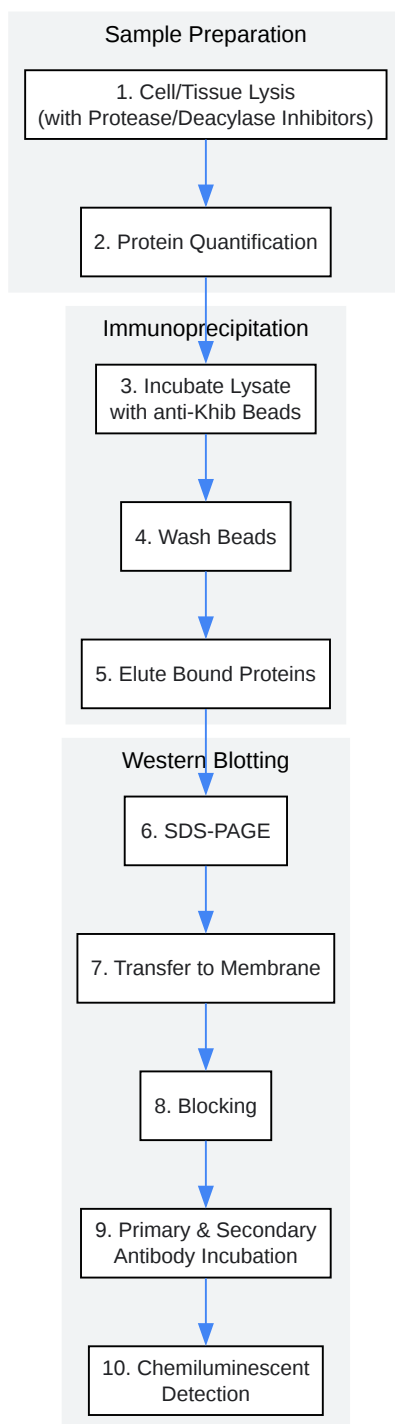 Sample Preparation
1. Cell/Tissue Lysis
(with Protease/Deacylase Inhibitors)
2. Protein Quantification
Immunoprecipitation
3. Incubate Lysate
with anti-Khib Beads
4. Wash Beads
5. Elute Bound Proteins
Western Blotting
6. SDS-PAGE
7. Transfer to Membrane
8. Blocking
9. Primary & Secondary
Antibody Incubation
10. Chemiluminescent
Detection